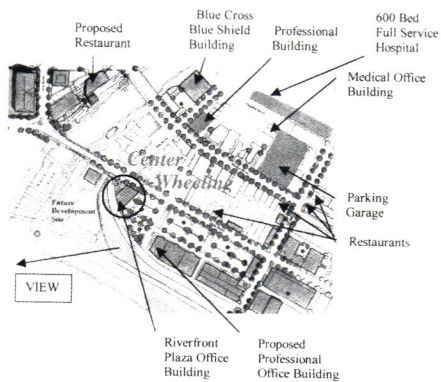 Proposed
Restaurant
Blue Cross
Blue Shield
Building
Professional
Building
600 Bed
Full Service
Hospital
Medical Office
Building
Center
Wheeling
Future
Development
Site
Parking
Garage
Restaurants
VIEW
Riverfront
Plaza Office
Building
Proposed
Professional
Office Building